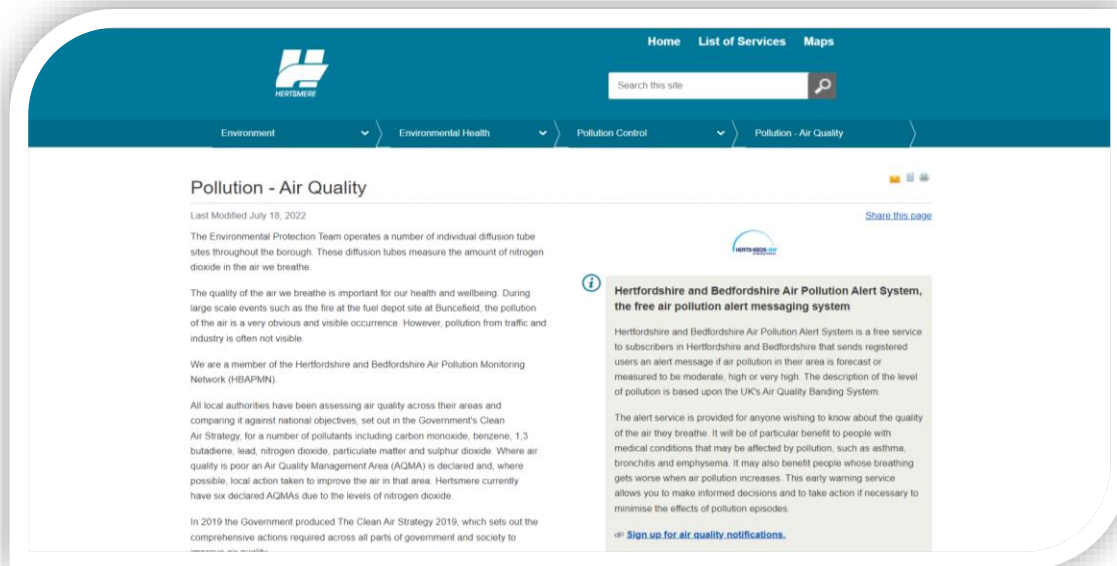 Home List of Services Maps
HERTSMERE
Search this site
Environment Environmental Health Pollution Control Pollution - Air Quality
Pollution - Air Quality
Last Modified July 18, 2022
Share this page
The Environmental Protection Team operates a number of individual diffusion tube
sites throughout the borough. These diffusion tubes measure the amount of nitrogen
dioxide in the air we breathe.
The quality of the air we breathe is important for our health and wellbeing. During
large scale events such as the fire at the fuel depot site at Buncefield, the pollution
of the air is a very obvious and visible occurrence. However, pollution from traffic and
industry is often not visible.
We are a member of the Hertfordshire and Bedfordshire Air Pollution Monitoring
Network (HBAPMN).
All local authorities have been assessing air quality across their areas and
comparing it against national objectives, set out in the Government's Clean
Air Strategy, for a number of pollutants including carbon monoxide, benzene, 1,3
butadiene, lead, nitrogen dioxide, particulate matter and sulphur dioxide. Where air
quality is poor an Air Quality Management Area (AQMA) is declared and, where
possible, local action taken to improve the air in that area. Hertsmere currently
have six declared AQMAs due to the levels of nitrogen dioxide.
In 2019 the Government produced The Clean Air Strategy 2019, which sets out the
comprehensive actions required across all parts of government and society to
improve air quality.
HERTS-BEDS-air
Hertfordshire and Bedfordshire Air Pollution Alert System,
the free air pollution alert messaging system
Hertfordshire and Bedfordshire Air Pollution Alert System is a free service
to subscribers in Hertfordshire and Bedfordshire that sends registered
users an alert message if air pollution in their area is forecast or
measured to be moderate, high or very high. The description of the level
of pollution is based upon the UK's Air Quality Banding System.
The alert service is provided for anyone wishing to know about the quality
of the air they breathe. It will be of particular benefit to people with
medical conditions that may be affected by pollution, such as asthma,
bronchitis and emphysema. It may also benefit people whose breathing
gets worse when air pollution increases. This early warning service
allows you to make informed decisions and to take action if necessary to
minimise the effects of pollution episodes.
Sign up for air quality notifications.